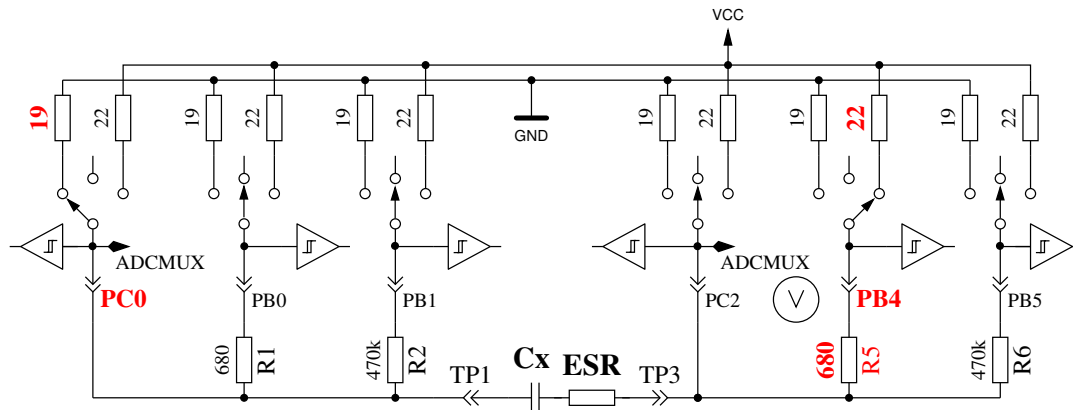 VCC
19
22
19
22
19
22
GND
19
22
19
22
19
22
ADCMUX
ADCMUX
PC0
PB0
PB1
PC2
V
PB4
PB5
680
R1
470k
R2
TP1
Cx
ESR
TP3
680
R5
470k
R6